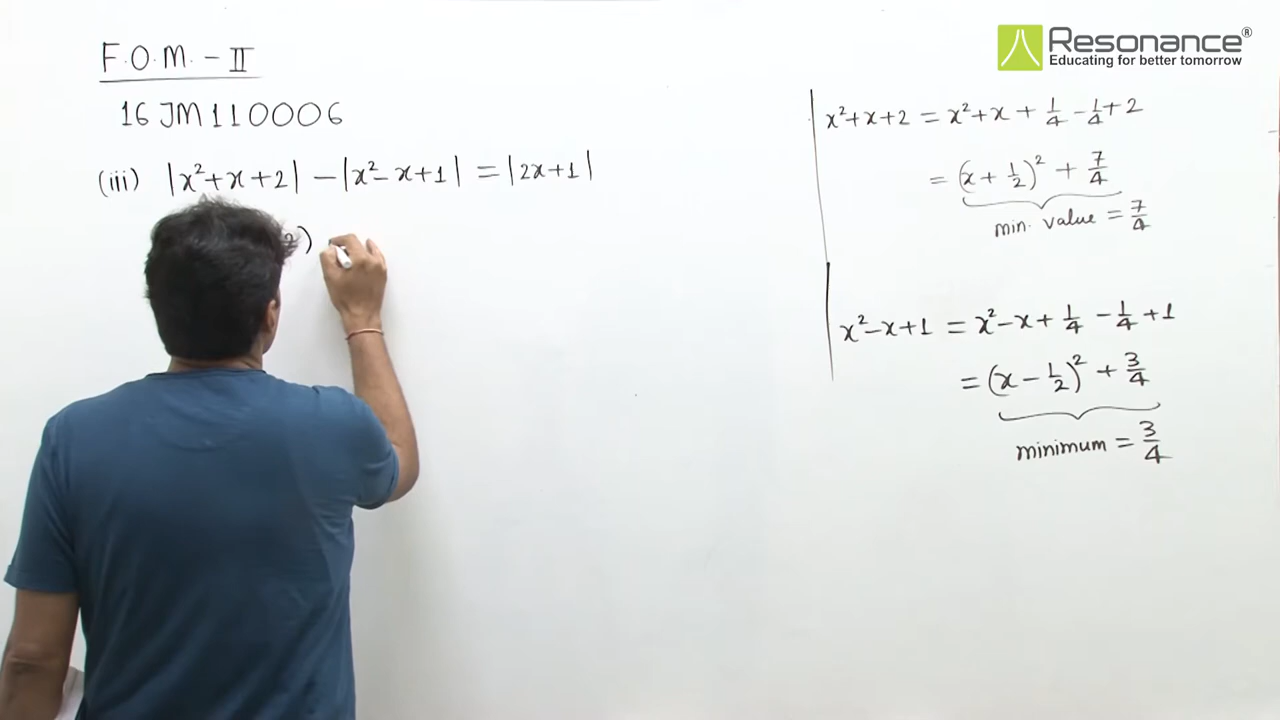 F.O.M. - II
16JM110006
(iii) |x²+x+2| - |x²-x+1| = |2x+1|
2)
Resonance®
Educating for better tomorrow
x²+x+2 = x²+x+1/4-1/4+2
= (x+1/2)²+7/4
min. value = 7/4
x²-x+1 = x²-x+1/4-1/4+1
= (x-1/2)²+3/4
minimum = 3/4